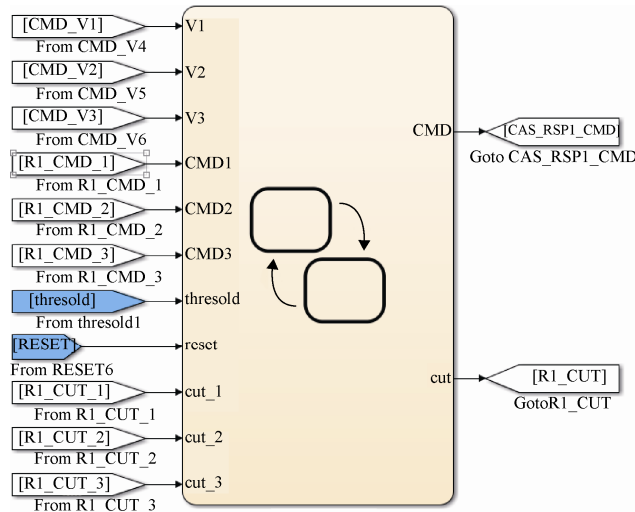 [CMD_V1]
V1
From CMD_V4
[CMD_V2]
V2
From CMD_V5
[CMD_V3]
V3
From CMD_V6
[R1_CMD_1]
CMD1
From R1_CMD_1
[R1_CMD_2]
CMD2
From R1_CMD_2
[R1_CMD_3]
CMD3
From R1_CMD_3
[thresold]
thresold
From thresold1
[RESET]
reset
From RESET6
[R1_CUT_1]
cut_1
From R1_CUT_1
[R1_CUT_2]
cut_2
From R1_CUT_2
[R1_CUT_3]
cut_3
From R1_CUT_3
CMD
[CAS_RSP1_CMD]
Goto CAS_RSP1_CMD
cut
[R1_CUT]
GotoR1_CUT